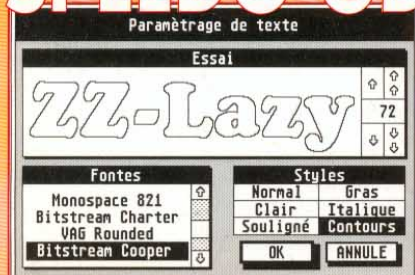 Paramètrage de texte
Essai
ZZ-Lazy
72
Fontes
Monospace 821
Bitstream Charter
VAG Rounded
Bitstream Cooper
Styles
Normal Gras
Clair Italique
Souligné Contours
OK ANNULE